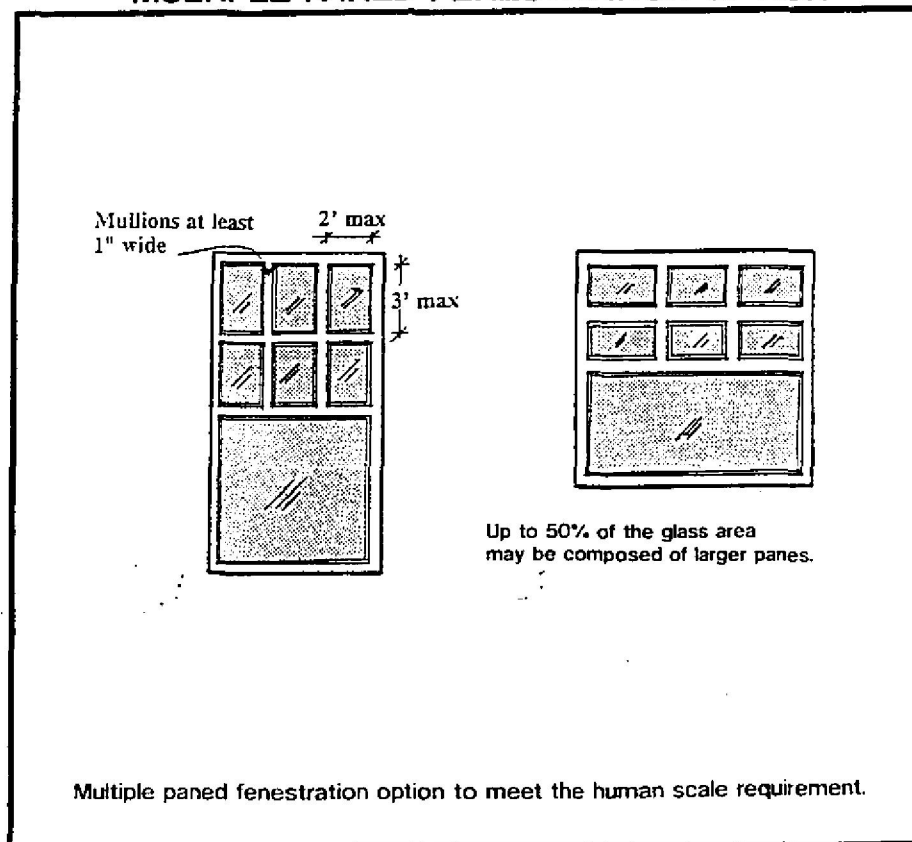 Mullions at least
1" wide
2' max
3' max
Up to 50% of the glass area
may be composed of larger panes.
Multiple paned fenestration option to meet the human scale requirement.